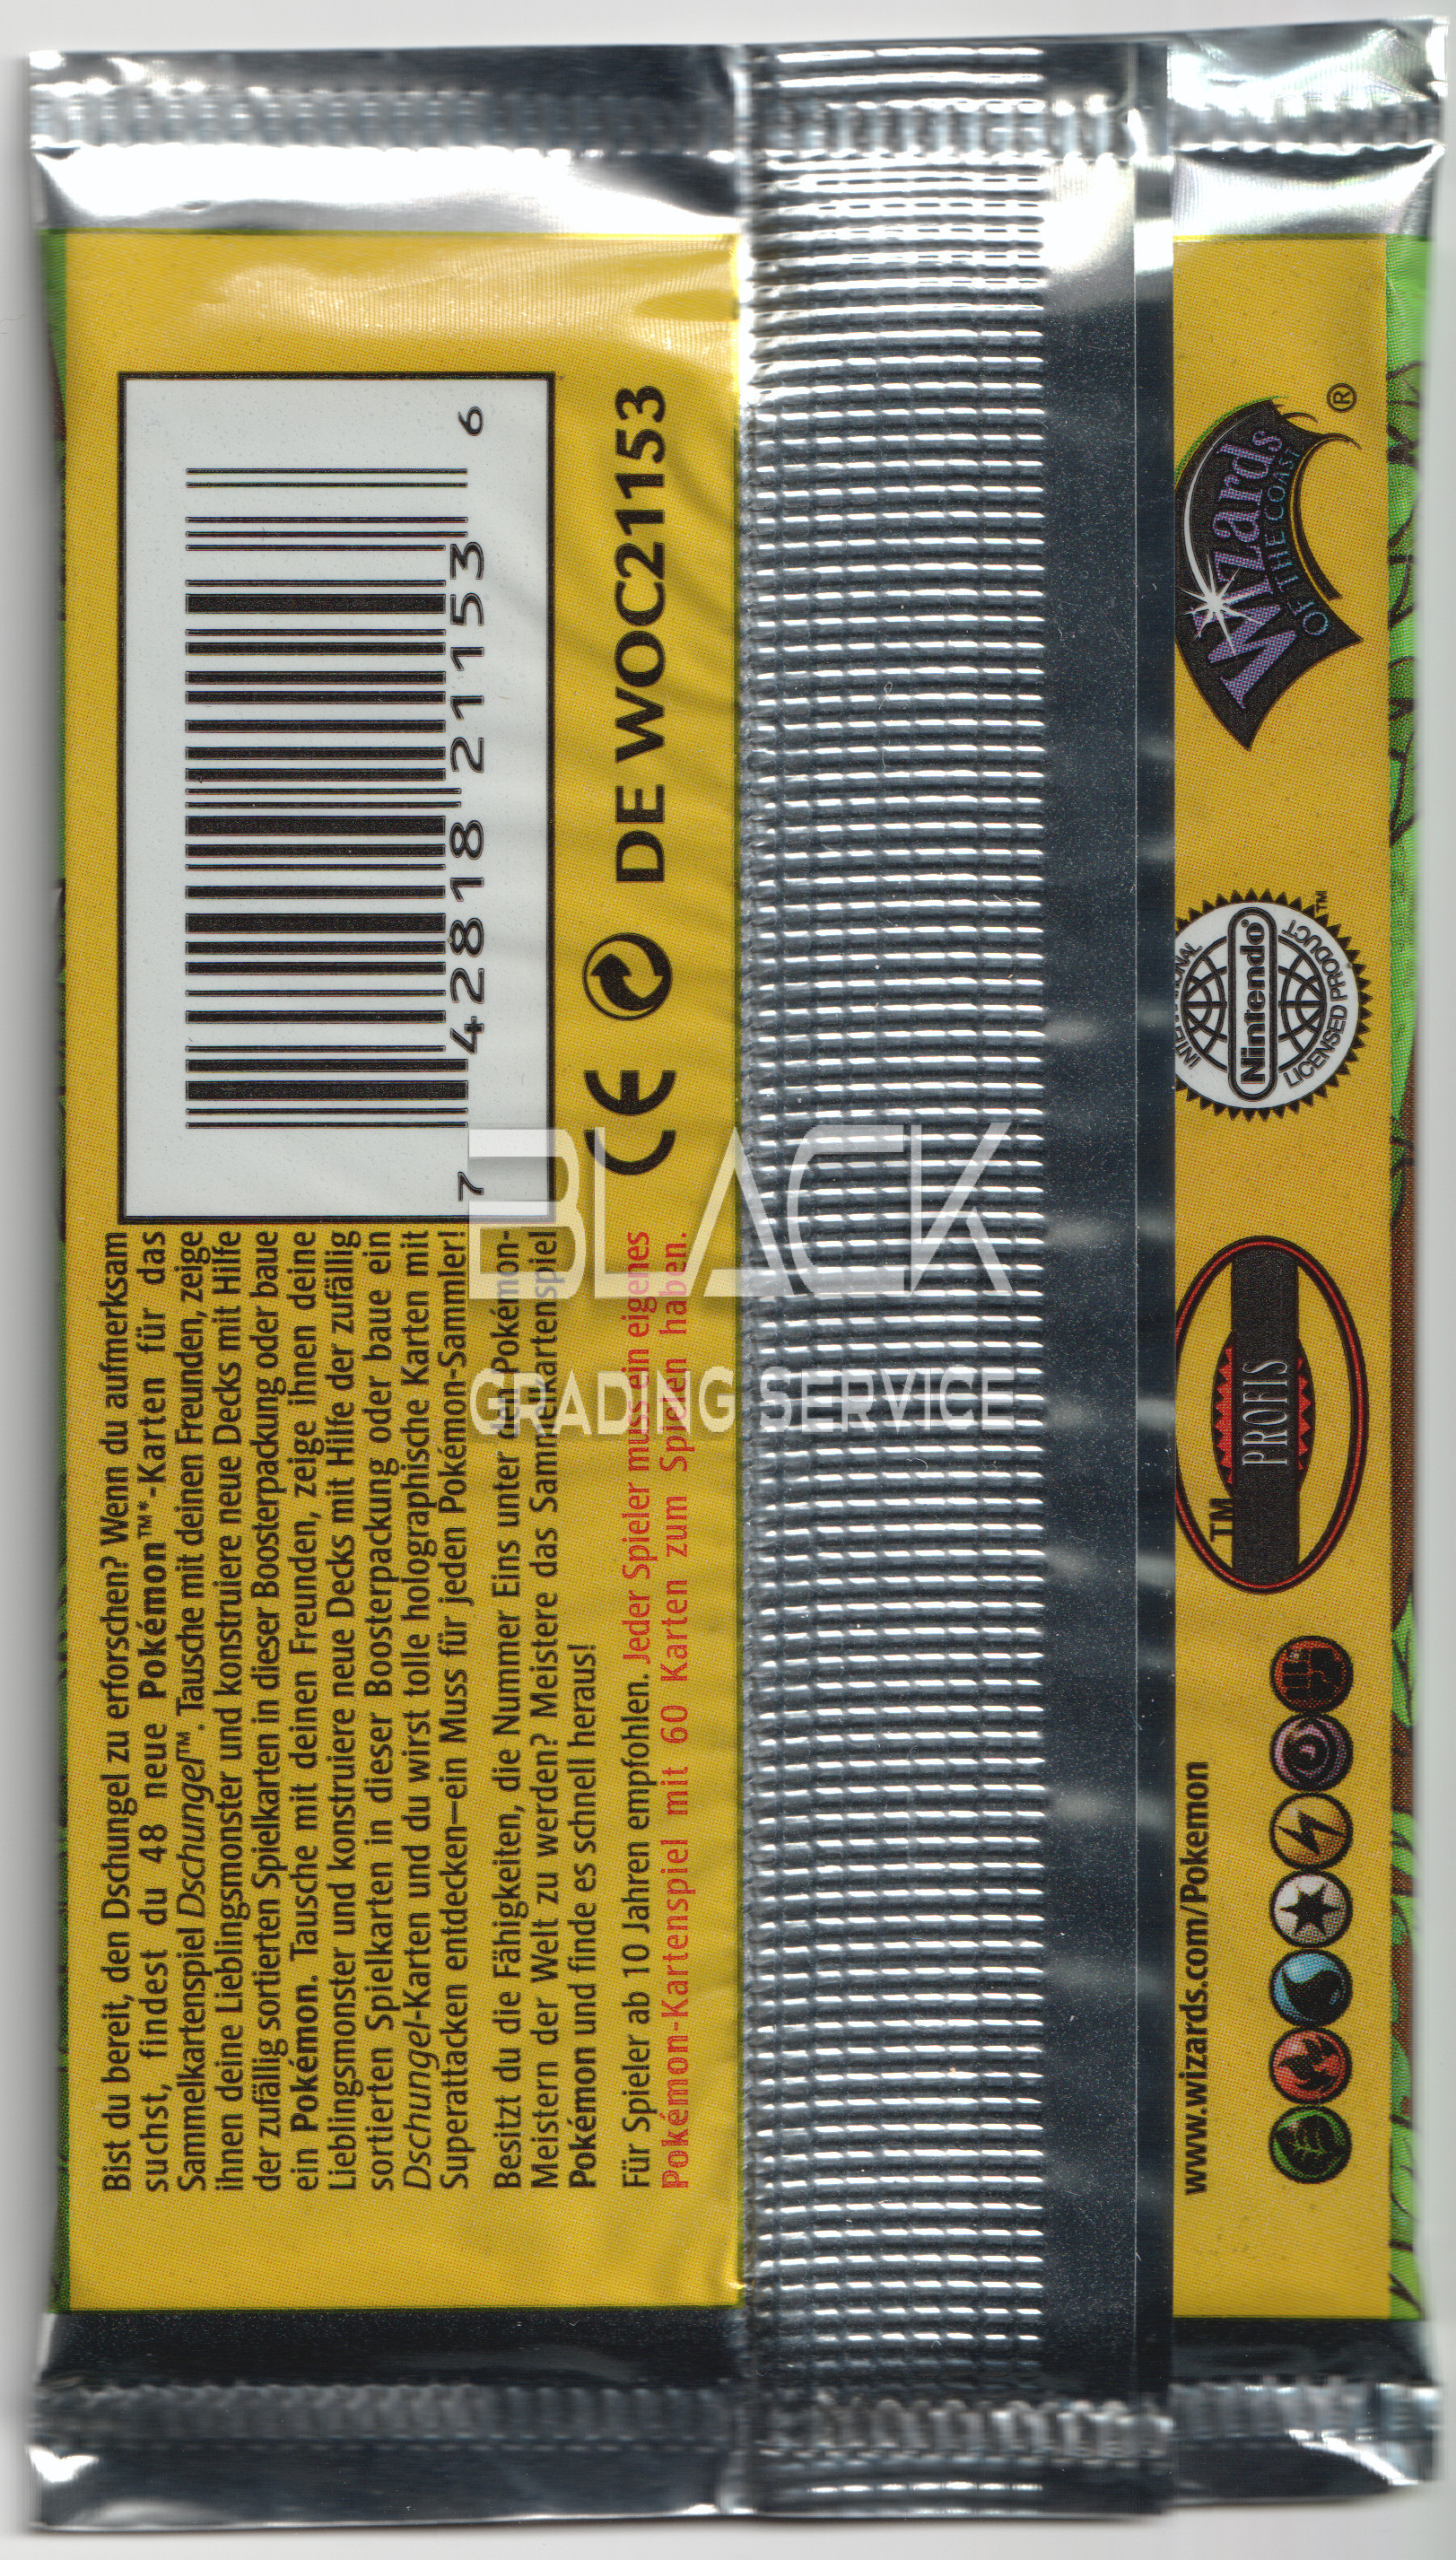 Bist du bereit, den Dschungel zu erforschen? Wenn du aufmerksam
suchst, findest du 48 neue Pokémon™*-Karten für das
Sammelkartenspiel Dschungel™. Tausche mit deinen Freunden, zeige
ihnen deine Lieblingsmonster und konstruiere neue Decks mit Hilfe
der zufällig sortierten Spielkarten in dieser Boosterpackung oder baue
ein Pokémon. Tausche mit deinen Freunden, zeige ihnen deine
Lieblingsmonster und konstruiere neue Decks mit Hilfe der zufällig
sortierten Spielkarten in dieser Boosterpackung oder baue ein
Dschungel-Karten und du wirst tolle holographische Karten mit
Superattacken entdecken–ein Muss für jeden Pokémon-Sammler!
Besitzt du die Fähigkeiten, die Nummer Eins unter den Pokémon-
Meistern der Welt zu werden? Meistere das Sammelkartenspiel
Pokémon und finde es schnell heraus!
Für Spieler ab 10 Jahren empfohlen. Jeder Spieler muss ein eigenes
Pokémon-Kartenspiel mit 60 Karten zum Spielen haben.
7 42818 21153 6
CE DE WOC21153
www.wizards.com/Pokemon
™ PROFIS
INTERNATIONAL
Nintendo®
LICENSED PRODUCT ™
Wizards
OF THE COAST ®
BLACK
GRADING SERVICE